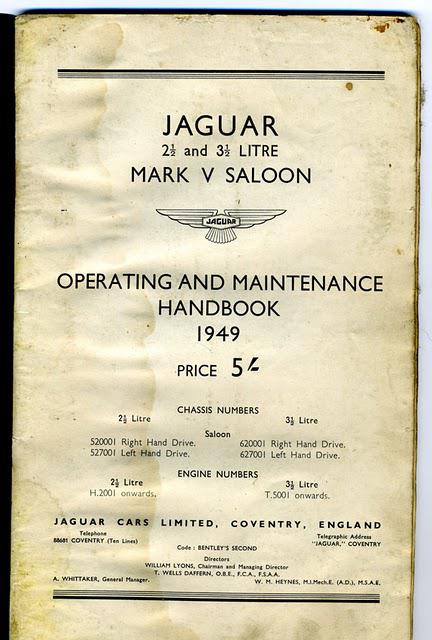 JAGUAR
2½ and 3½ LITRE
MARK V SALOON
JAGUAR
OPERATING AND MAINTENANCE
HANDBOOK
1949
PRICE 5/-
CHASSIS NUMBERS
2½ Litre 3½ Litre
Saloon
520001 Right Hand Drive. 620001 Right Hand Drive.
527001 Left Hand Drive. 627001 Left Hand Drive.
ENGINE NUMBERS
2½ Litre 3½ Litre
H.2001 onwards. T.5001 onwards.
JAGUAR CARS LIMITED, COVENTRY, ENGLAND
Telephone Telegraphic Address
88681 COVENTRY (Ten Lines) "JAGUAR," COVENTRY
Code : BENTLEY'S SECOND
Directors
WILLIAM LYONS, Chairman and Managing Director
T. WELLS DAFFERN, O.B.E., F.C.A., F.S.A.A.
A. WHITTAKER, General Manager. W. M. HEYNES, M.I.Mech.E. (A.D.), M.S.A.E.